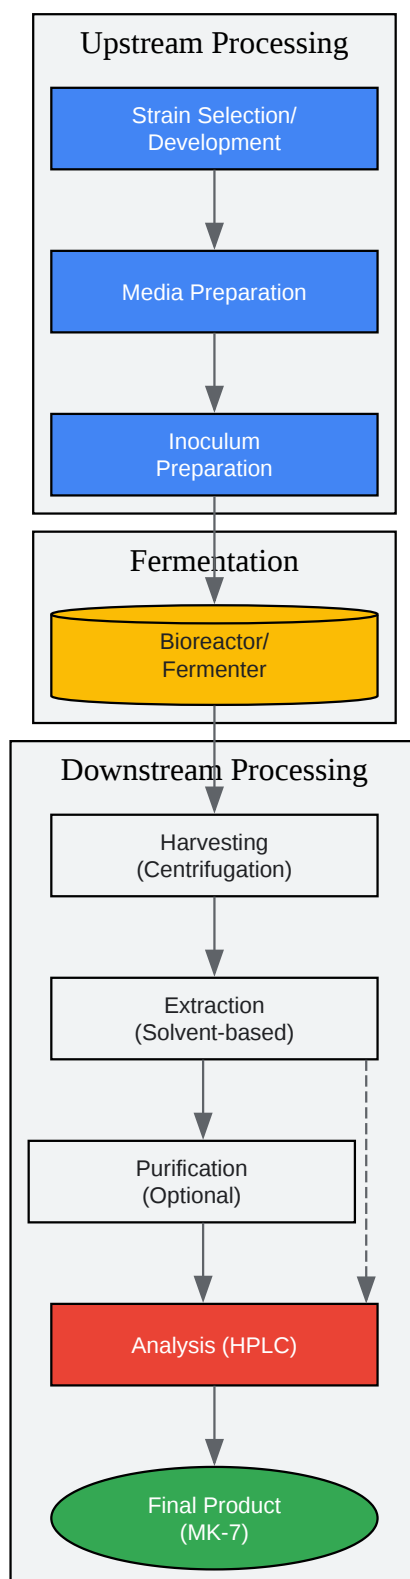 Upstream Processing
Strain Selection/
Development
Media Preparation
Inoculum
Preparation
Fermentation
Bioreactor/
Fermenter
Downstream Processing
Harvesting
(Centrifugation)
Extraction
(Solvent-based)
Purification
(Optional)
Analysis (HPLC)
Final Product
(MK-7)